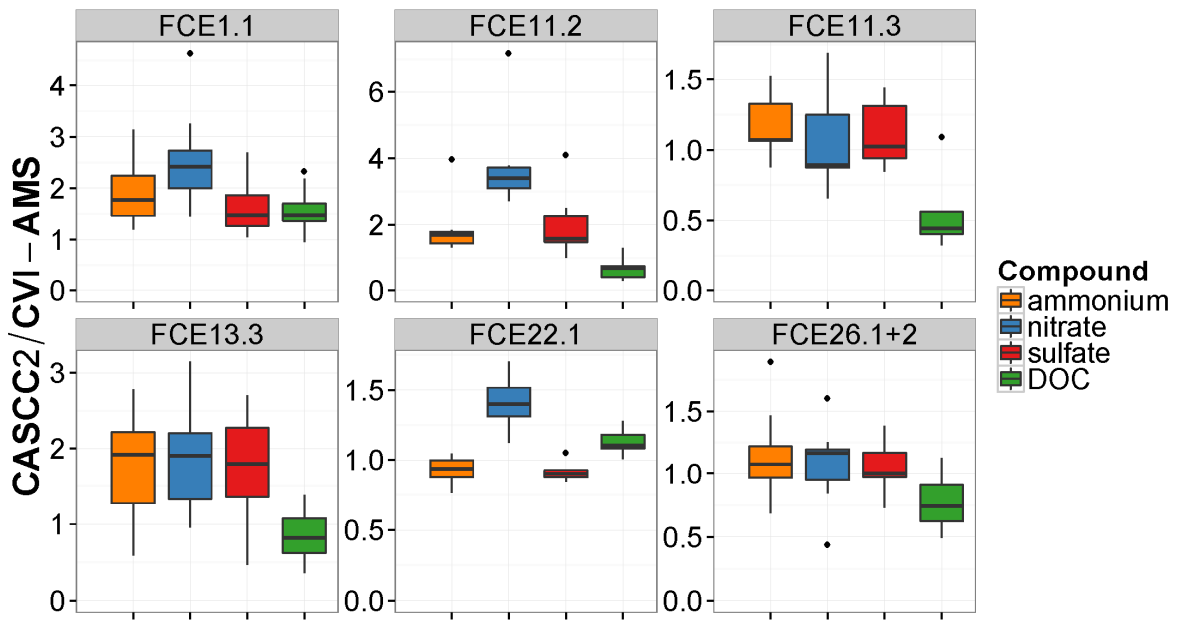 CASCC2/CVI–AMS
FCE1.1
4
3
2
1
0
FCE11.2
6
4
2
0
FCE11.3
1.5
1.0
0.5
0.0
FCE13.3
3
2
1
0
FCE22.1
1.5
1.0
0.5
0.0
FCE26.1+2
1.5
1.0
0.5
0.0
Compound
ammonium
nitrate
sulfate
DOC